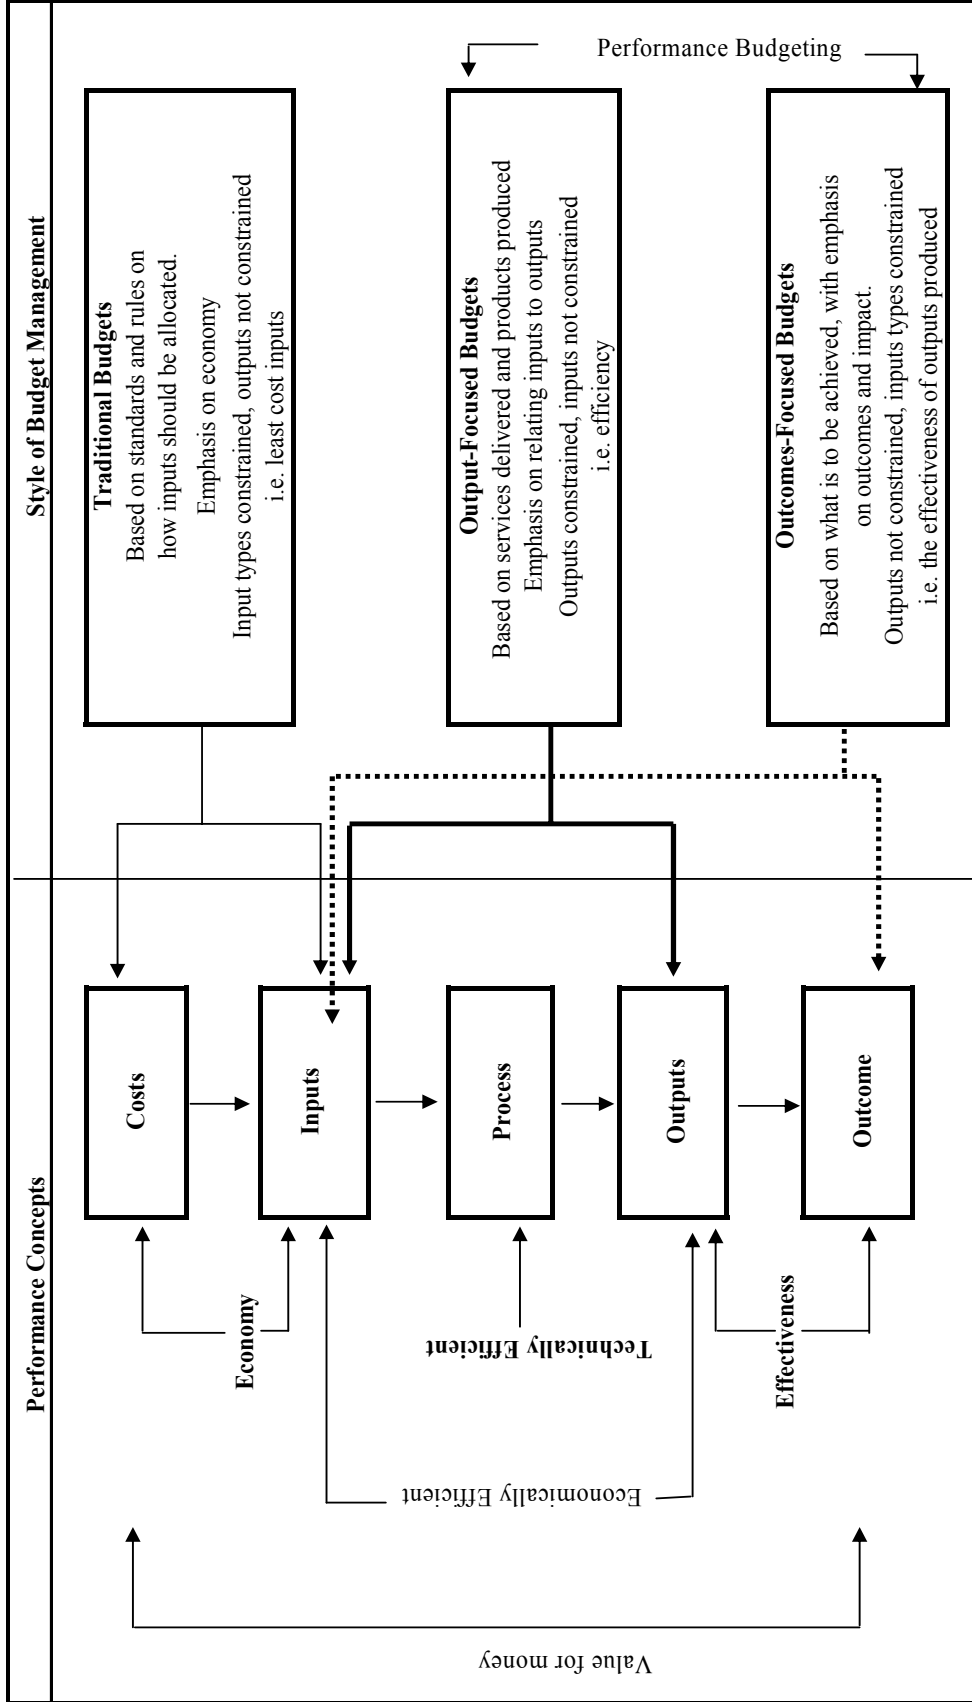 Performance Concepts
Style of Budget Management
Value for money
Economically Efficient
Economy
Technically Efficient
Effectiveness
Costs
Inputs
Process
Outputs
Outcome
Traditional Budgets
Based on standards and rules on
how inputs should be allocated.
Emphasis on economy
Input types constrained, outputs not constrained
i.e. least cost inputs
Output-Focused Budgets
Based on services delivered and products produced
Emphasis on relating inputs to outputs
Outputs constrained, inputs not constrained
i.e. efficiency
Outcomes-Focused Budgets
Based on what is to be achieved, with emphasis
on outcomes and impact.
Outputs not constrained, inputs types constrained
i.e. the effectiveness of outputs produced
Performance Budgeting